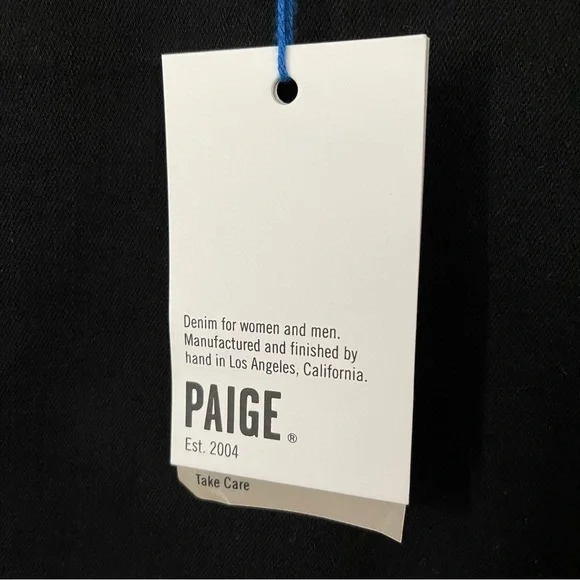 Denim for women and men.
Manufactured and finished by
hand in Los Angeles, California.
PAIGE ®
Est. 2004
Take Care